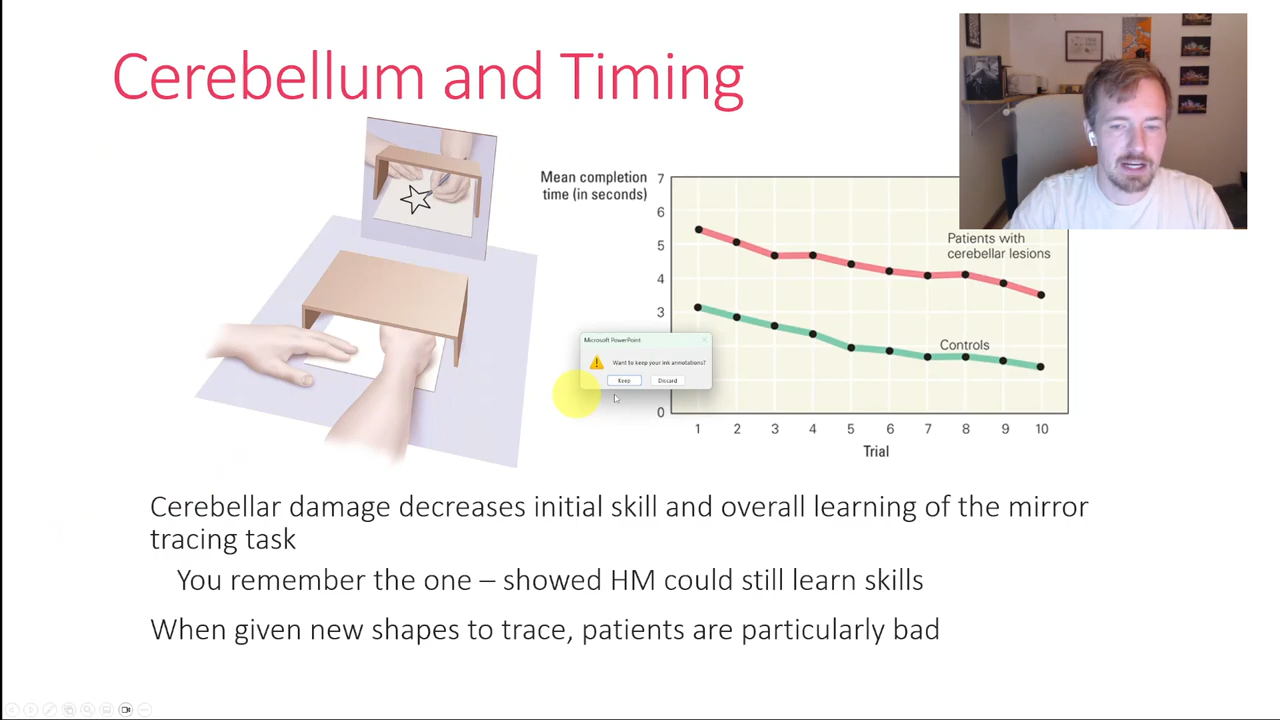 Cerebellum and Timing
Mean completion
time (in seconds)
7
6
5
4
3
0
Patients with
cerebellar lesions
Controls
1 2 3 4 5 6 7 8 9 10
Trial
Microsoft PowerPoint
Want to keep your ink annotations?
Keep Discard
Cerebellar damage decreases initial skill and overall learning of the mirror
tracing task
You remember the one – showed HM could still learn skills
When given new shapes to trace, patients are particularly bad